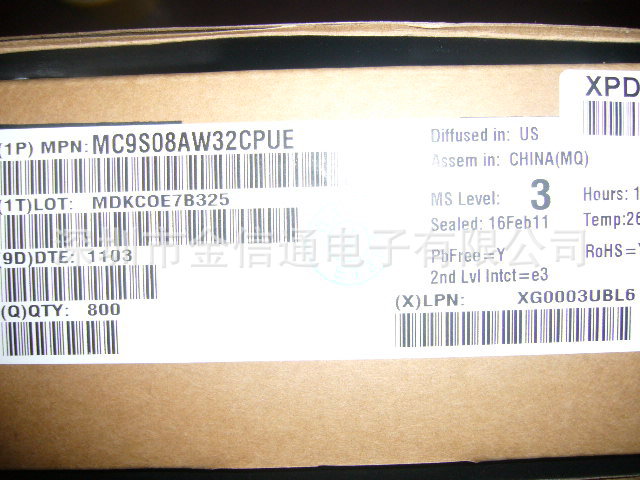 XPD
(1P) MPN: MC9S08AW32CPUE
Diffused in: US
Assem in: CHINA(MQ)
(1T)LOT: MDKCOE7B325
MS Level: 3
Hours: 1
Sealed: 16Feb11
Temp:26
深圳市金信通电子有限公司
(9D)DTE: 1103
PbFree=Y
RoHS=Y
2nd Lvl Intct=e3
(Q)QTY: 800
(X)LPN: XG0003UBL6